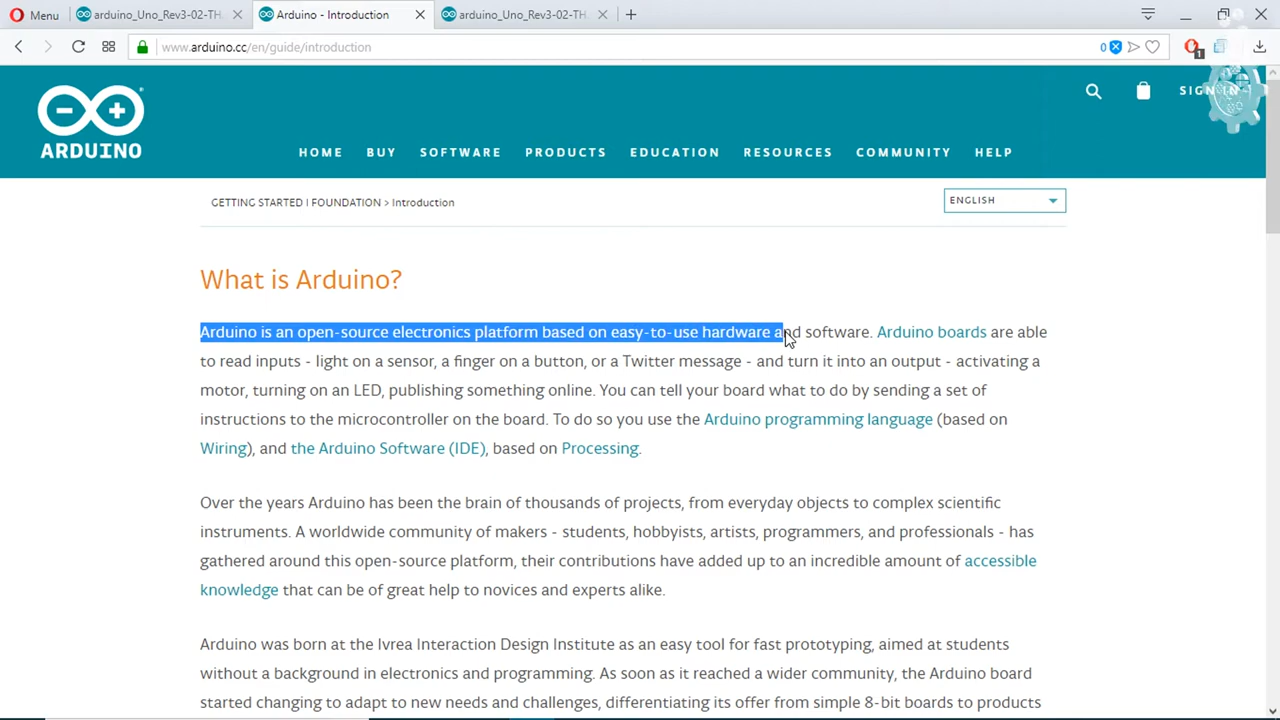 Menu
arduino_Uno_Rev3-02-TH.
Arduino - Introduction
arduino_Uno_Rev3-02-TH.
www.arduino.cc/en/guide/introduction
0
1
SIGN IN
ARDUINO
HOME BUY SOFTWARE PRODUCTS EDUCATION RESOURCES COMMUNITY HELP
GETTING STARTED | FOUNDATION > Introduction
ENGLISH
What is Arduino?
Arduino is an open-source electronics platform based on easy-to-use hardware and software. Arduino boards are able
to read inputs - light on a sensor, a finger on a button, or a Twitter message - and turn it into an output - activating a
motor, turning on an LED, publishing something online. You can tell your board what to do by sending a set of
instructions to the microcontroller on the board. To do so you use the Arduino programming language (based on
Wiring), and the Arduino Software (IDE), based on Processing.
Over the years Arduino has been the brain of thousands of projects, from everyday objects to complex scientific
instruments. A worldwide community of makers - students, hobbyists, artists, programmers, and professionals - has
gathered around this open-source platform, their contributions have added up to an incredible amount of accessible
knowledge that can be of great help to novices and experts alike.
Arduino was born at the Ivrea Interaction Design Institute as an easy tool for fast prototyping, aimed at students
without a background in electronics and programming. As soon as it reached a wider community, the Arduino board
started changing to adapt to new needs and challenges, differentiating its offer from simple 8-bit boards to products